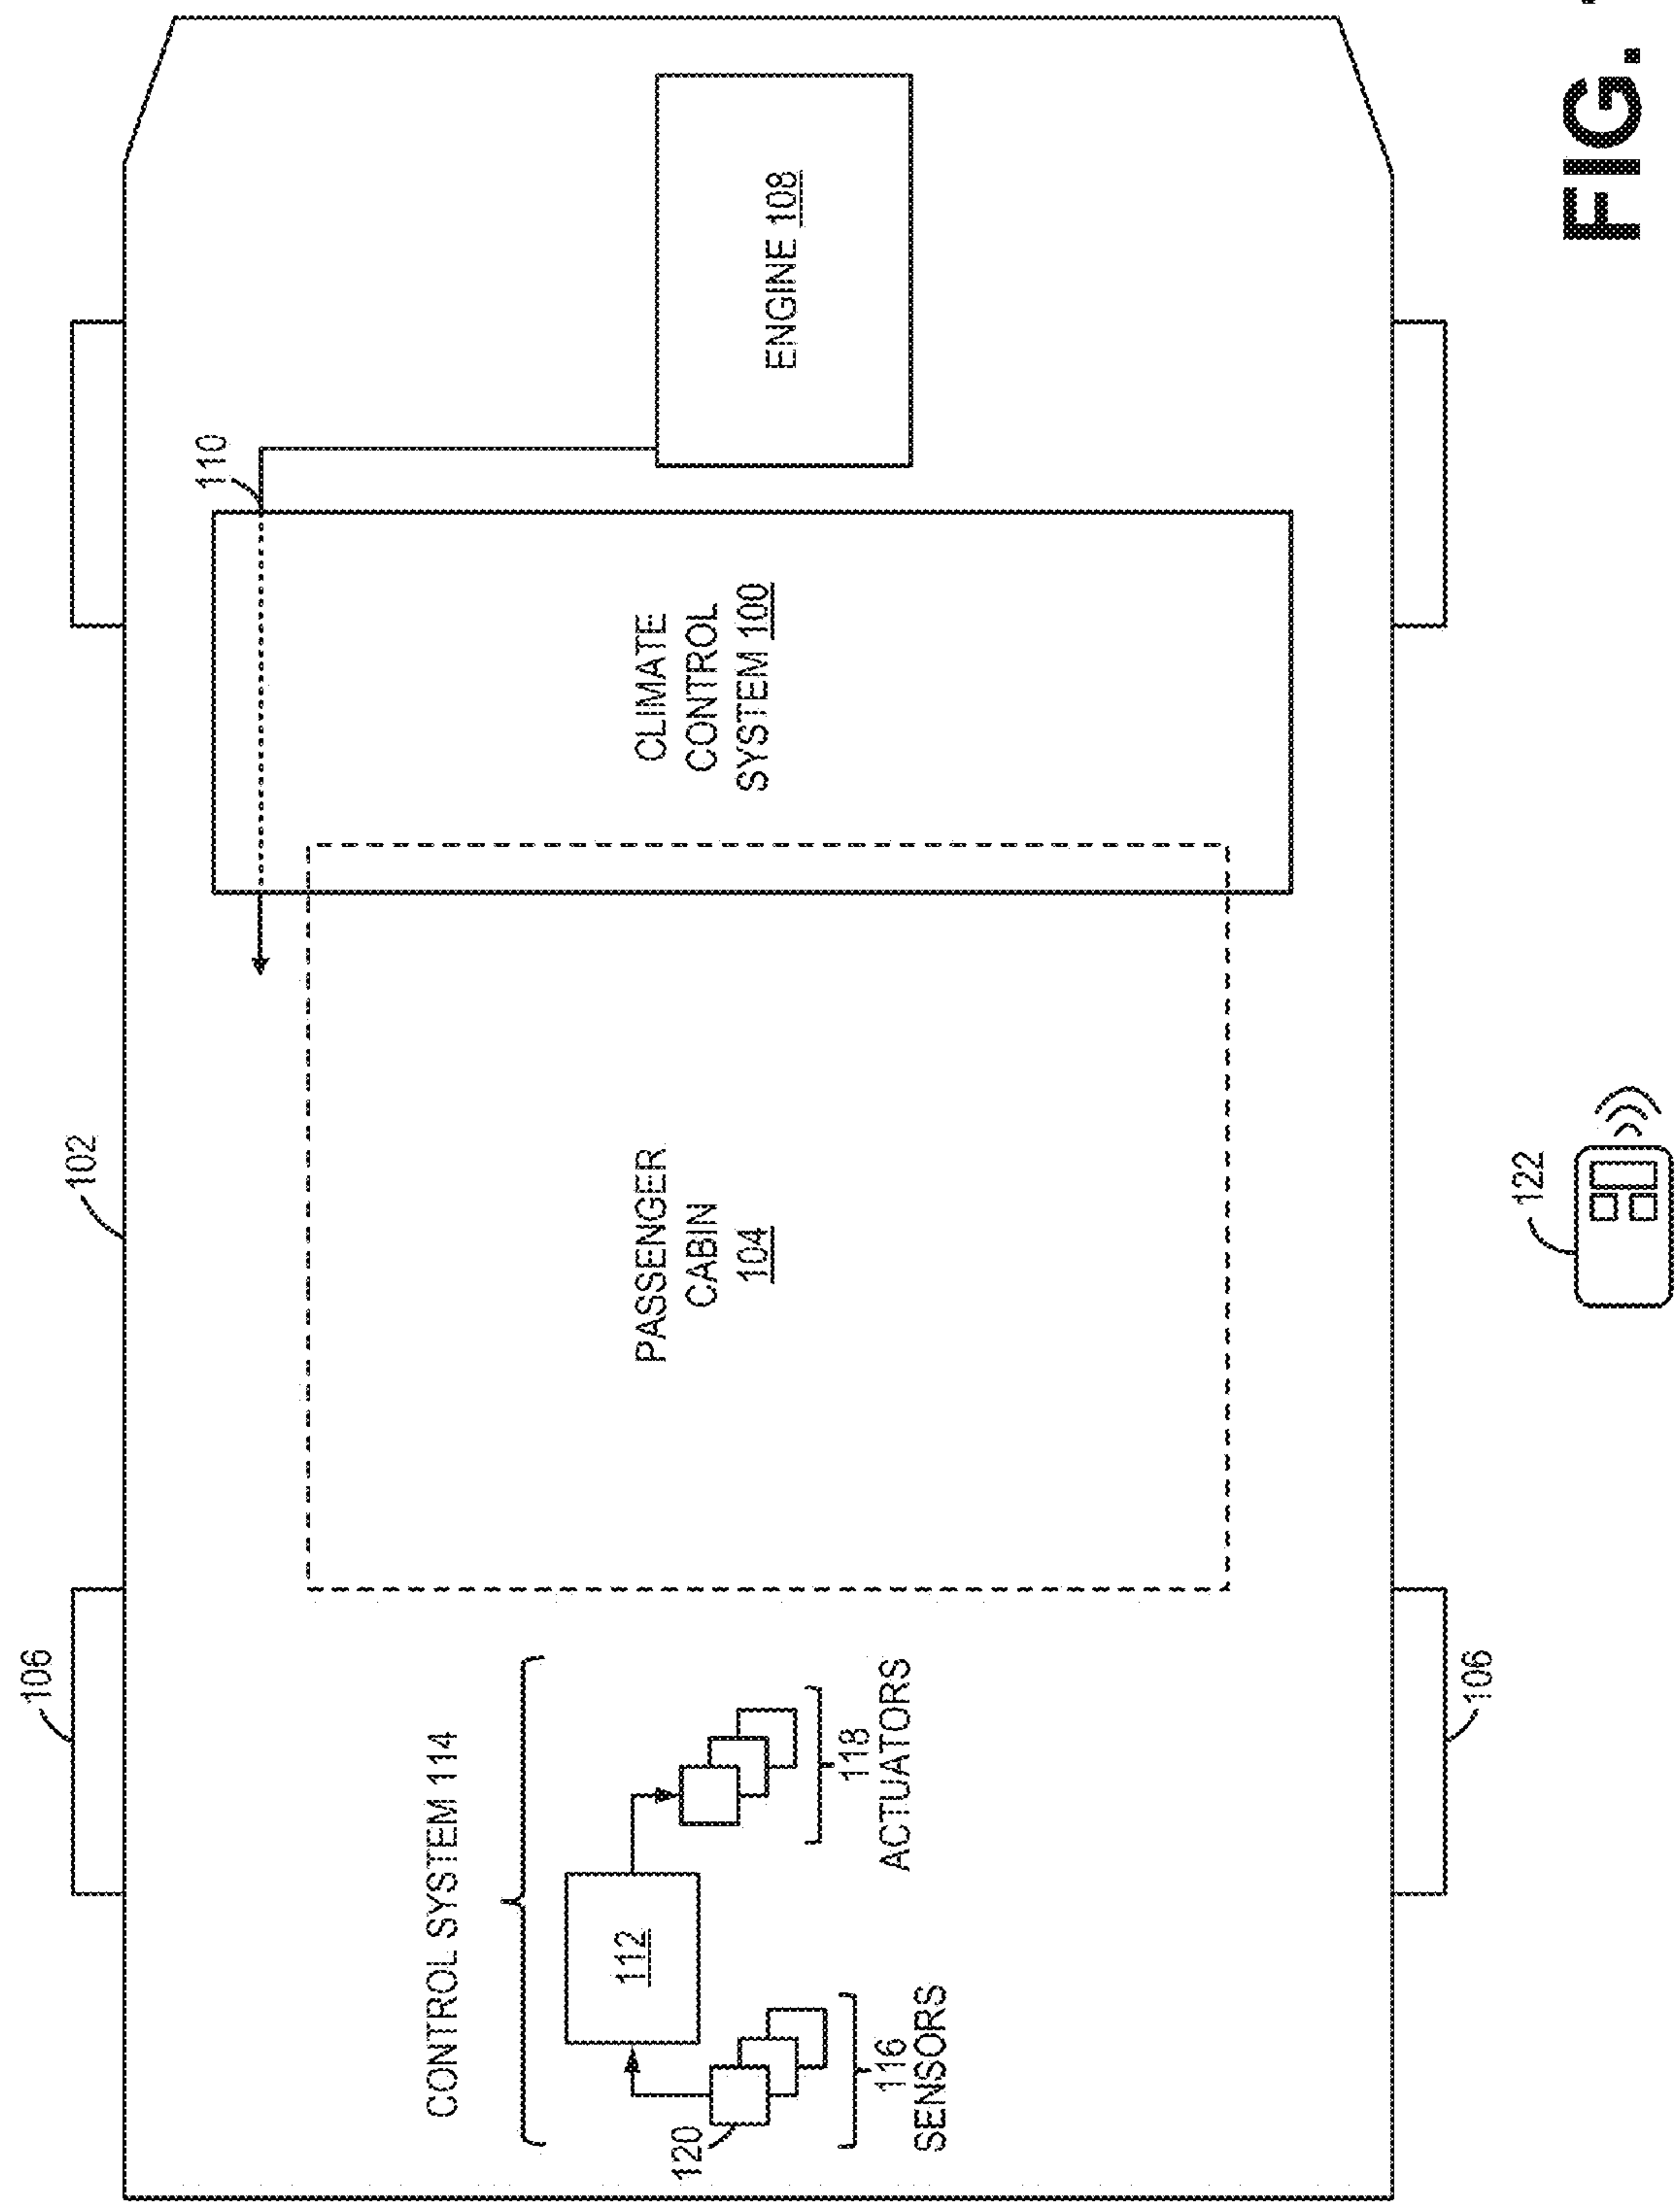 106
102
110
CONTROL SYSTEM 114
112
120
118
ACTUATORS
116
SENSORS
PASSENGER
CABIN
104
CLIMATE
CONTROL
SYSTEM 100
ENGINE 108
106
122
FIG.